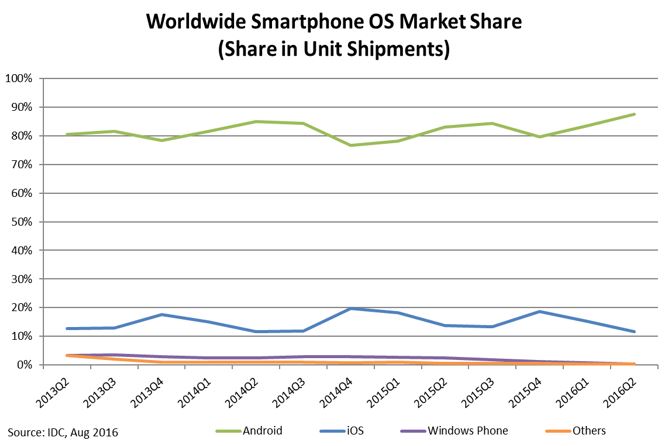 Worldwide Smartphone OS Market Share
(Share in Unit Shipments)
100%
90%
80%
70%
60%
50%
40%
30%
20%
10%
0%
2013Q2 2013Q3 2013Q4 2014Q1 2014Q2 2014Q3 2014Q4 2015Q1 2015Q2 2015Q3 2015Q4 2016Q1 2016Q2
Source: IDC, Aug 2016 Android iOS Windows Phone Others